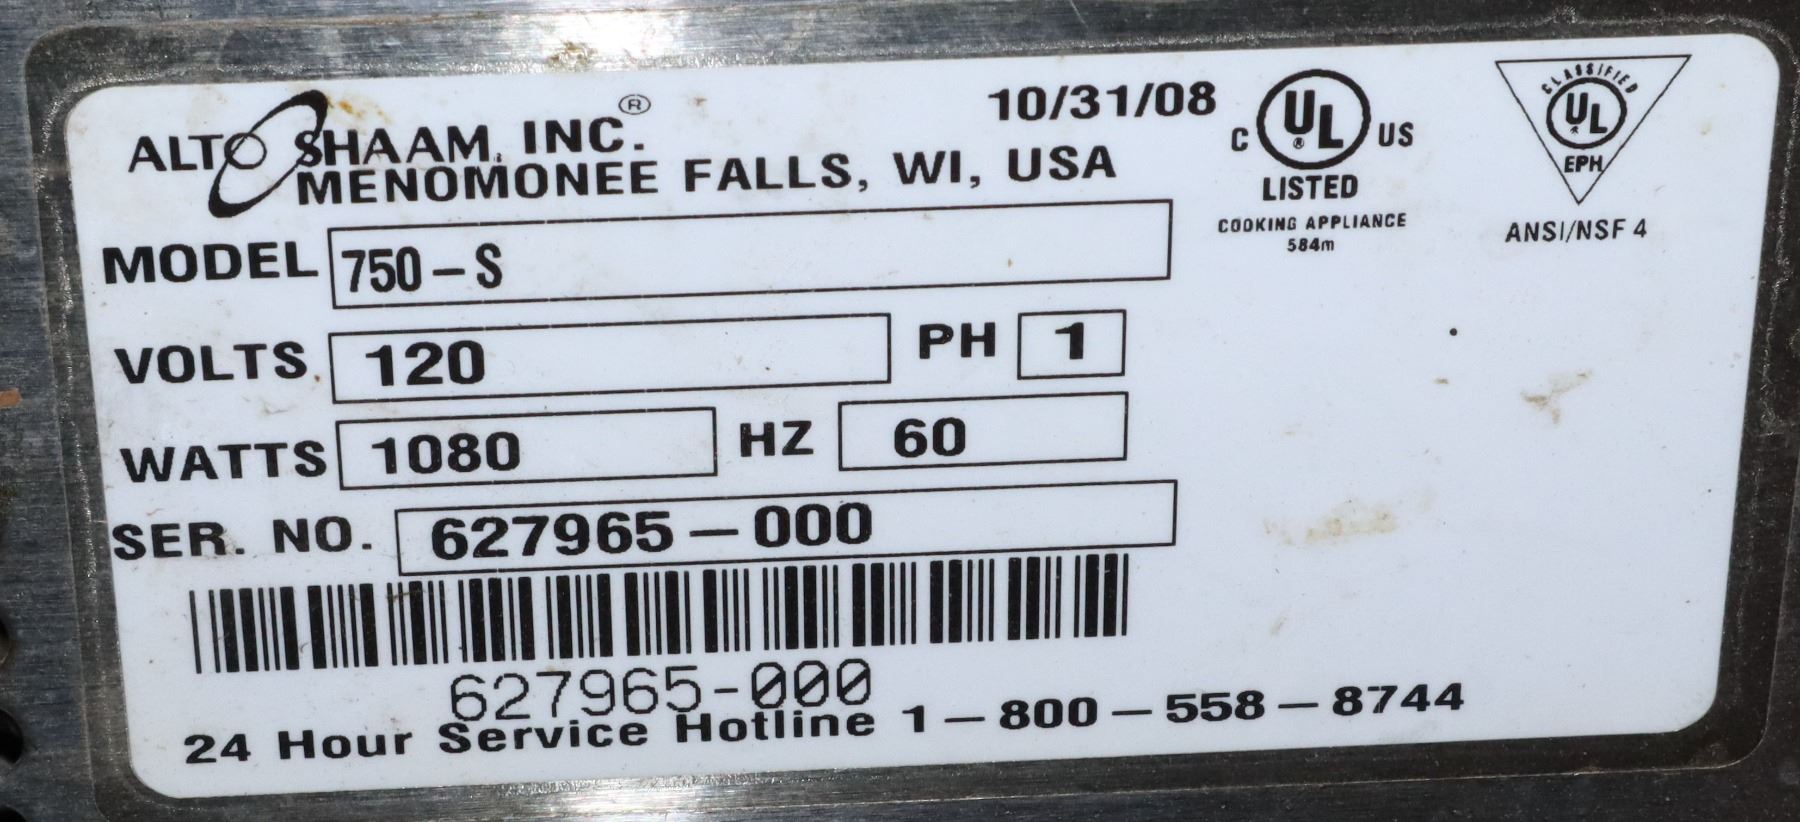 ALTO SHAAM, INC.®
10/31/08
MENOMONEE FALLS, WI, USA
C UL® US
LISTED
COOKING APPLIANCE
584m
CLASSIFIED
UL®
EPH
ANSI/NSF 4
MODEL 750-S
VOLTS 120 PH 1
WATTS 1080 HZ 60
SER. NO. 627965-000
627965-000
24 Hour Service Hotline 1-800-558-8744